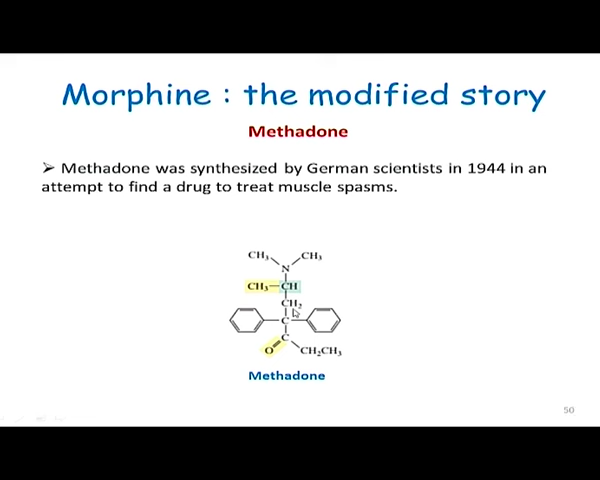 Morphine : the modified story
Methadone
➢ Methadone was synthesized by German scientists in 1944 in an
attempt to find a drug to treat muscle spasms.
CH₃ CH₃
N
CH₃—CH
CH₂
C
C
O CH₂CH₃
Methadone
50